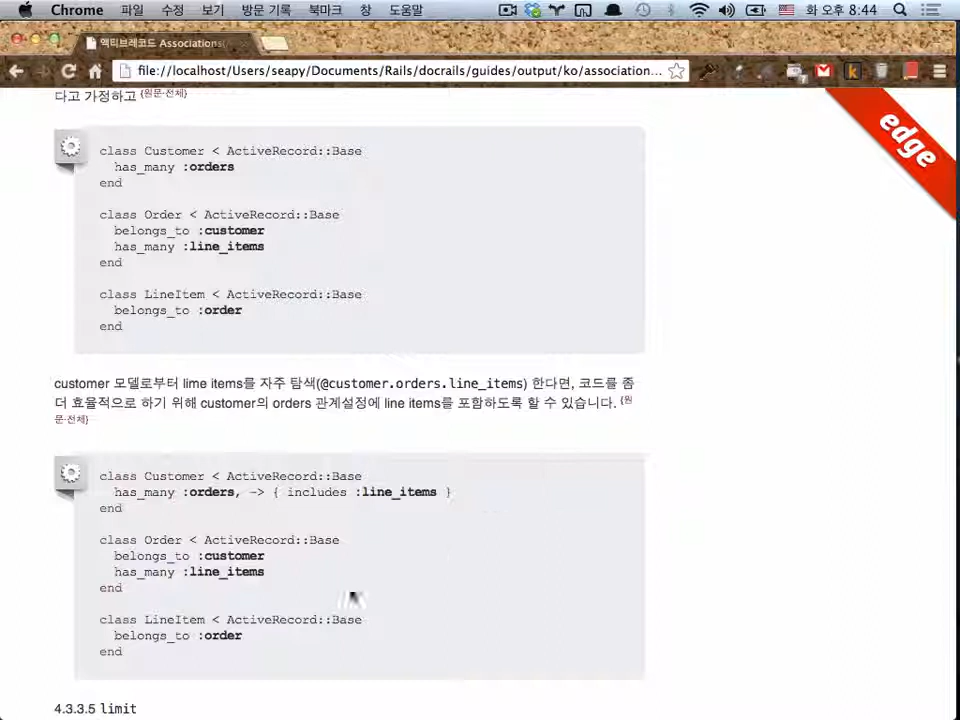 Chrome 파일 수정 보기 방문 기록 북마크 창 도움말 화 오후 8:44
액티브레코드 Associations(
file://localhost/Users/seapy/Documents/Rails/docrails/guides/output/ko/association...
다고 가정하고 {원문-전체}
edge
class Customer < ActiveRecord::Base
has_many :orders
end
class Order < ActiveRecord::Base
belongs_to :customer
has_many :line_items
end
class LineItem < ActiveRecord::Base
belongs_to :order
end
customer 모델로부터 lime items를 자주 탐색(@customer.orders.line_items) 한다면, 코드를 좀
더 효율적으로 하기 위해 customer의 orders 관계설정에 line items를 포함하도록 할 수 있습니다. {원
문-전체}
class Customer < ActiveRecord::Base
has_many :orders, -> { includes :line_items }
end
class Order < ActiveRecord::Base
belongs_to :customer
has_many :line_items
end
class LineItem < ActiveRecord::Base
belongs_to :order
end
4.3.3.5 limit